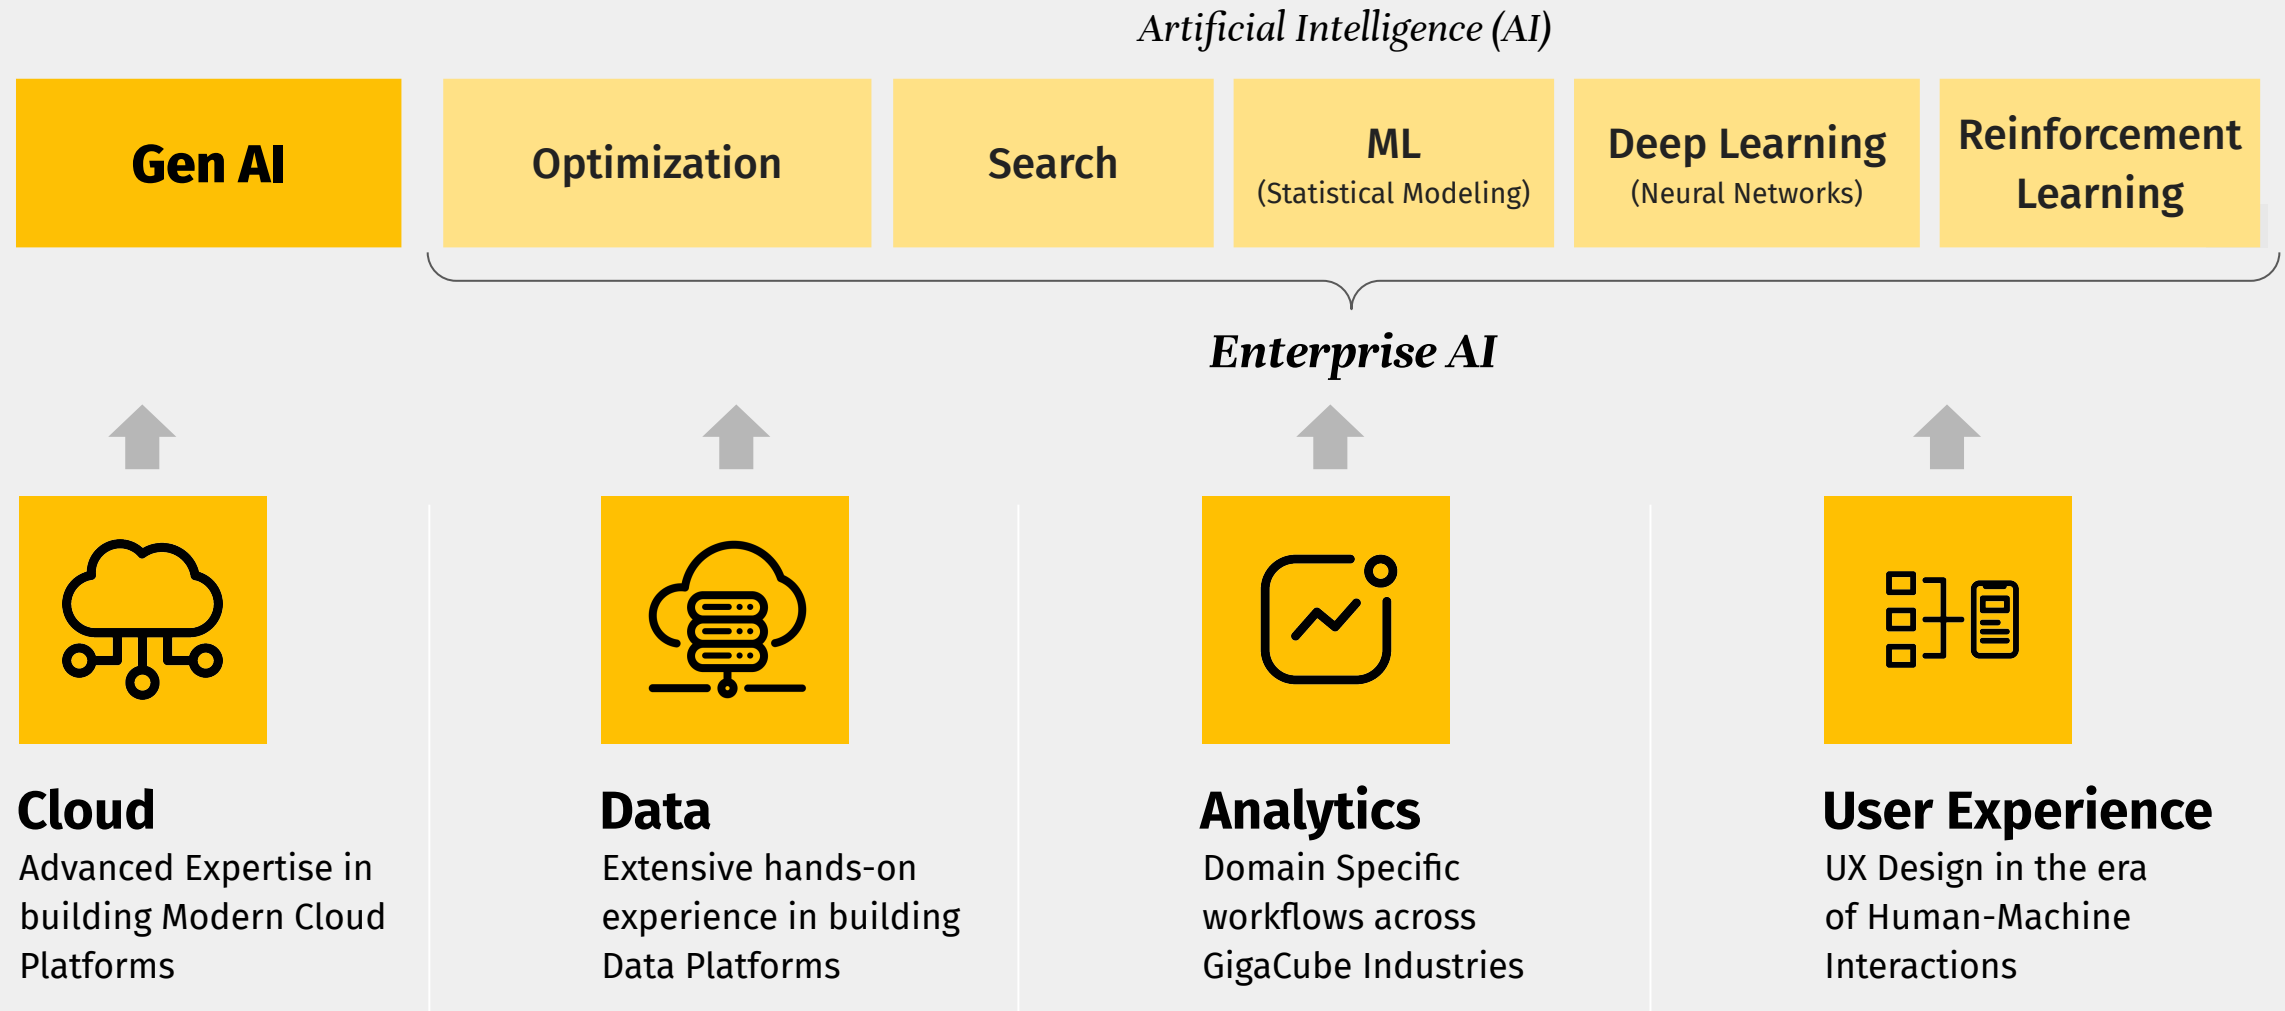 Artificial Intelligence (AI)
Gen AI
Optimization
Search
ML
(Statistical Modeling)
Deep Learning
(Neural Networks)
Reinforcement
Learning
Enterprise AI
Cloud
Advanced Expertise in
building Modern Cloud
Platforms
Data
Extensive hands-on
experience in building
Data Platforms
Analytics
Domain Specific
workflows across
GigaCube Industries
User Experience
UX Design in the era
of Human-Machine
Interactions